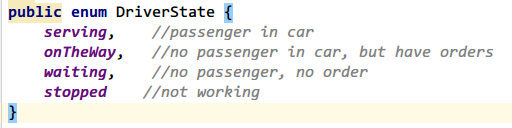 public enum DriverState {
    serving,    //passenger in car
    onTheWay,   //no passenger in car, but have orders
    waiting,    //no passenger, no order
    stopped    //not working
}